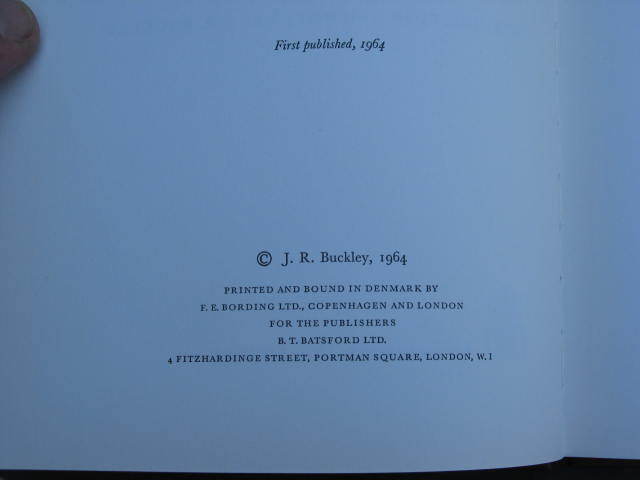 First published, 1964
© J. R. Buckley, 1964
PRINTED AND BOUND IN DENMARK BY
F. E. BORDING LTD., COPENHAGEN AND LONDON
FOR THE PUBLISHERS
B. T. BATSFORD LTD.
4 FITZHARDINGE STREET, PORTMAN SQUARE, LONDON, W.1